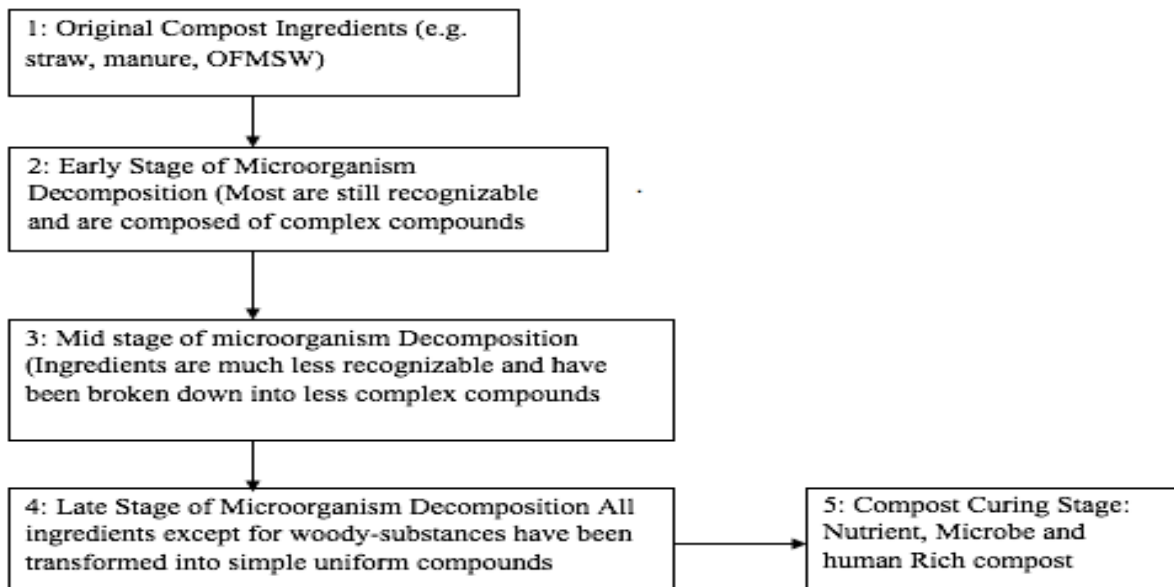 1: Original Compost Ingredients (e.g.
straw, manure, OFMSW)
2: Early Stage of Microorganism
Decomposition (Most are still recognizable
and are composed of complex compounds
3: Mid stage of microorganism Decomposition
(Ingredients are much less recognizable and have
been broken down into less complex compounds
4: Late Stage of Microorganism Decomposition All
ingredients except for woody-substances have been
transformed into simple uniform compounds
5: Compost Curing Stage:
Nutrient, Microbe and
human Rich compost